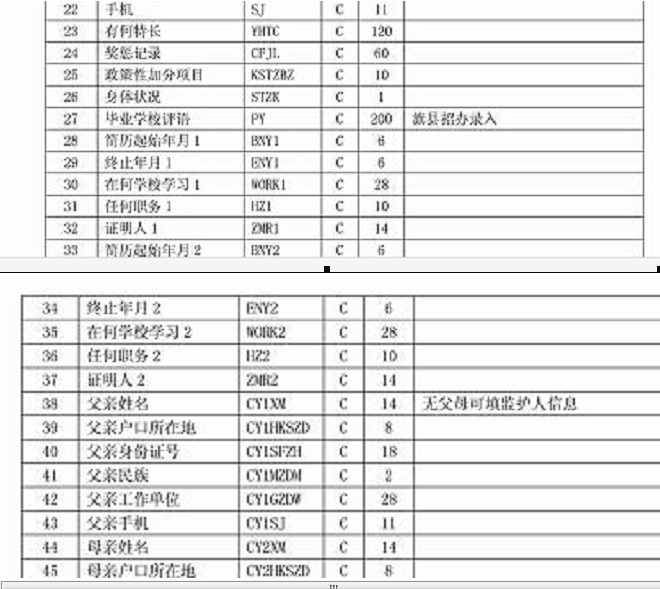 22 手机 SJ C 11
23 有何特长 YHTC C 120
24 奖惩记录 CFJL C 60
25 政策性加分项目 KSTZBZ C 10
26 身体状况 STZK C 1
27 毕业学校评语 PY C 200 旗县招办录入
28 简历起始年月1 BNY1 C 6
29 终止年月1 ENY1 C 6
30 在何学校学习1 WORK1 C 28
31 任何职务1 HZ1 C 10
32 证明人1 ZMR1 C 14
33 简历起始年月2 BNY2 C 6
34 终止年月2 ENY2 C 6
35 在何学校学习2 WORK2 C 28
36 任何职务2 HZ2 C 10
37 证明人2 ZMR2 C 14
38 父亲姓名 CY1XM C 14 无父母可填监护人信息
39 父亲户口所在地 CY1HKSZD C 8
40 父亲身份证号 CY1SFZH C 18
41 父亲民族 CY1MZDM C 2
42 父亲工作单位 CY1GZDW C 28
43 父亲手机 CY1SJ C 11
44 母亲姓名 CY2XM C 14
45 母亲户口所在地 CY2HKSZD C 8